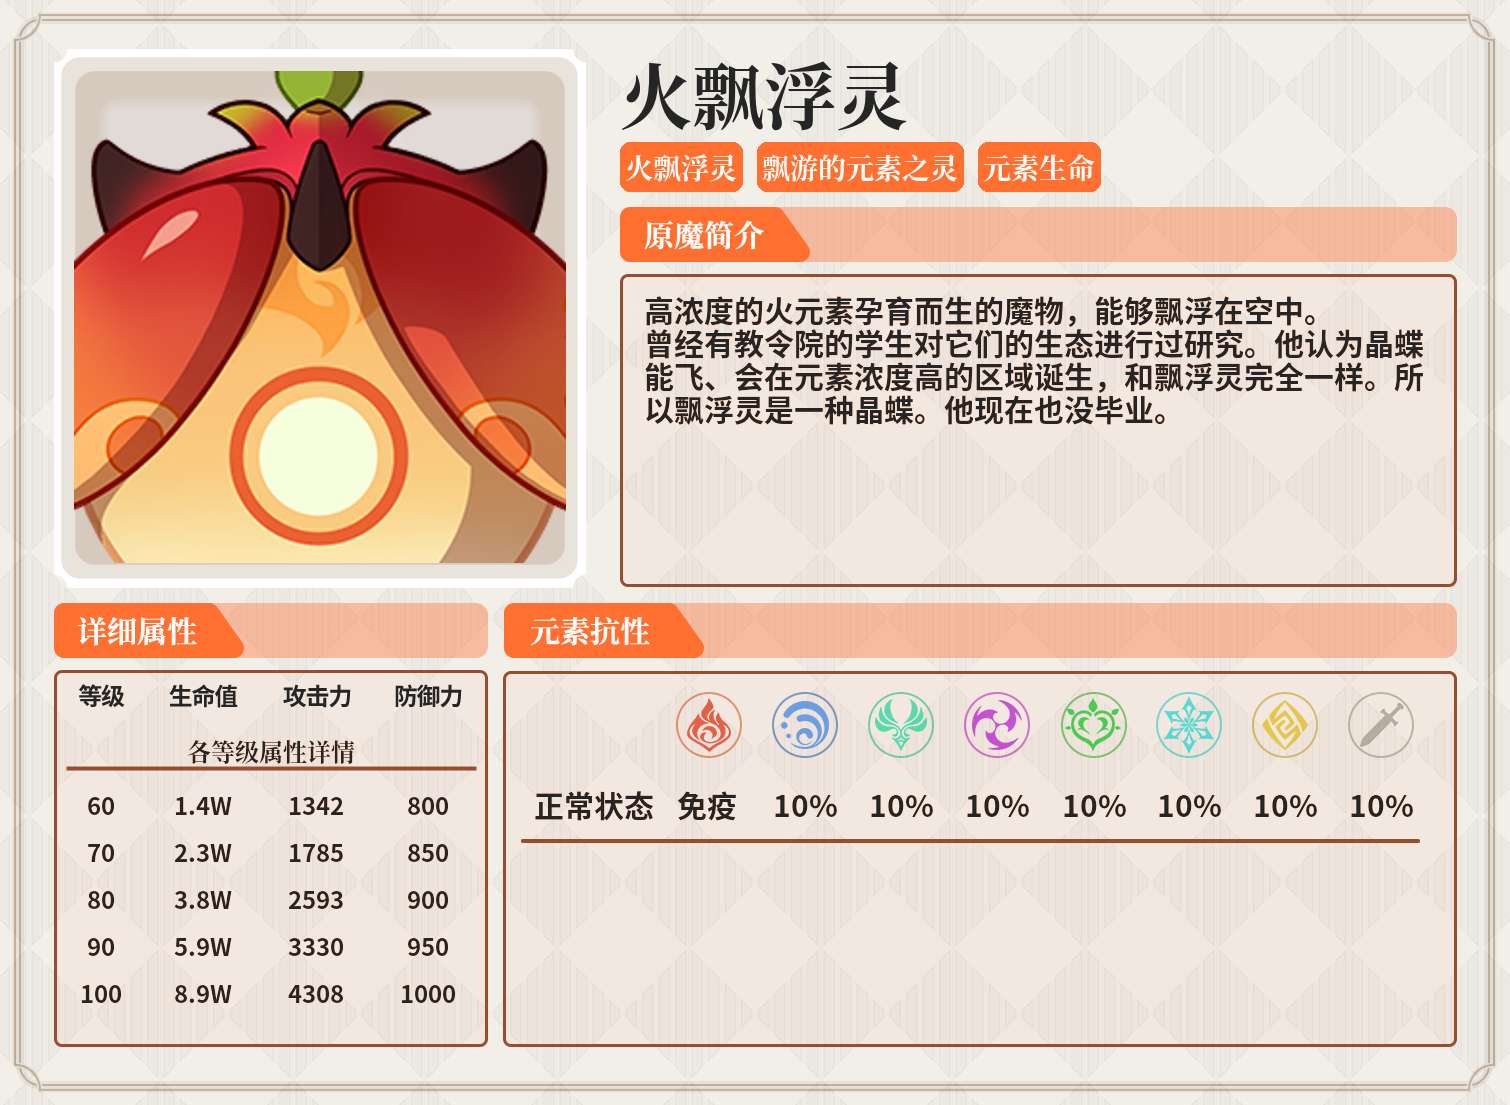 火飘浮灵
火飘浮灵 飘游的元素之灵 元素生命
原魔简介
高浓度的火元素孕育而生的魔物，能够飘浮在空中。
曾经有教令院的学生对它们的生态进行过研究。他认为晶蝶
能飞、会在元素浓度高的区域诞生，和飘浮灵完全一样。所
以飘浮灵是一种晶蝶。他现在也没毕业。
详细属性
等级 生命值 攻击力 防御力
各等级属性详情
60 1.4W 1342 800
70 2.3W 1785 850
80 3.8W 2593 900
90 5.9W 3330 950
100 8.9W 4308 1000
元素抗性
正常状态 免疫 10% 10% 10% 10% 10% 10% 10%